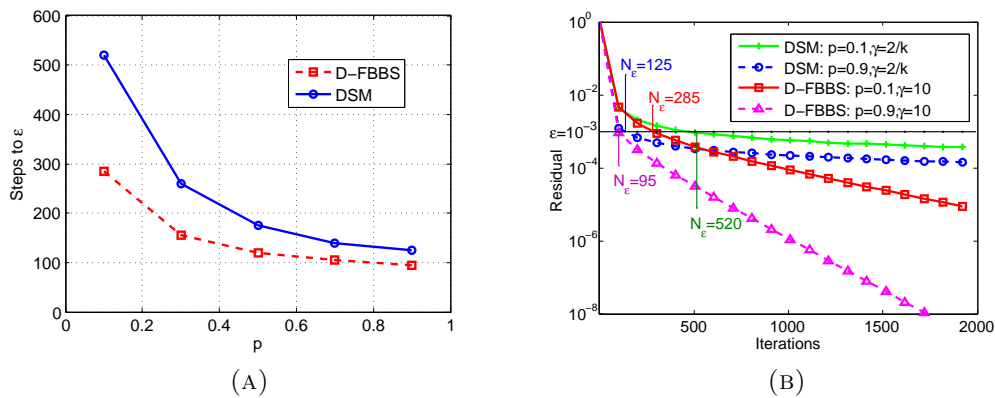 600
500
400
300
200
100
0
0
0.2
0.4
0.6
0.8
1
Steps to ε
p
D−FBBS
DSM
(A)
10^0
10^−2
ε=10^−3
10^−4
10^−6
10^−8
500
1000
1500
2000
Residual
Iterations
DSM: p=0.1,γ=2/k
DSM: p=0.9,γ=2/k
D−FBBS: p=0.1,γ=10
D−FBBS: p=0.9,γ=10
N_ε=125
N_ε=285
N_ε=95
N_ε=520
(B)